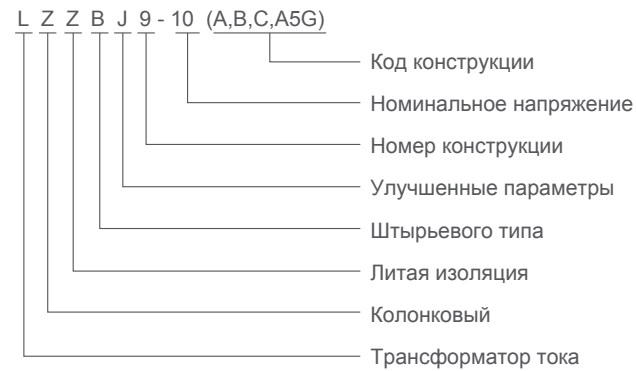 L Z Z B J 9 - 10 (A,B,C,A5G)
Код конструкции
Номинальное напряжение
Номер конструкции
Улучшенные параметры
Штырьевого типа
Литая изоляция
Колонковый
Трансформатор тока